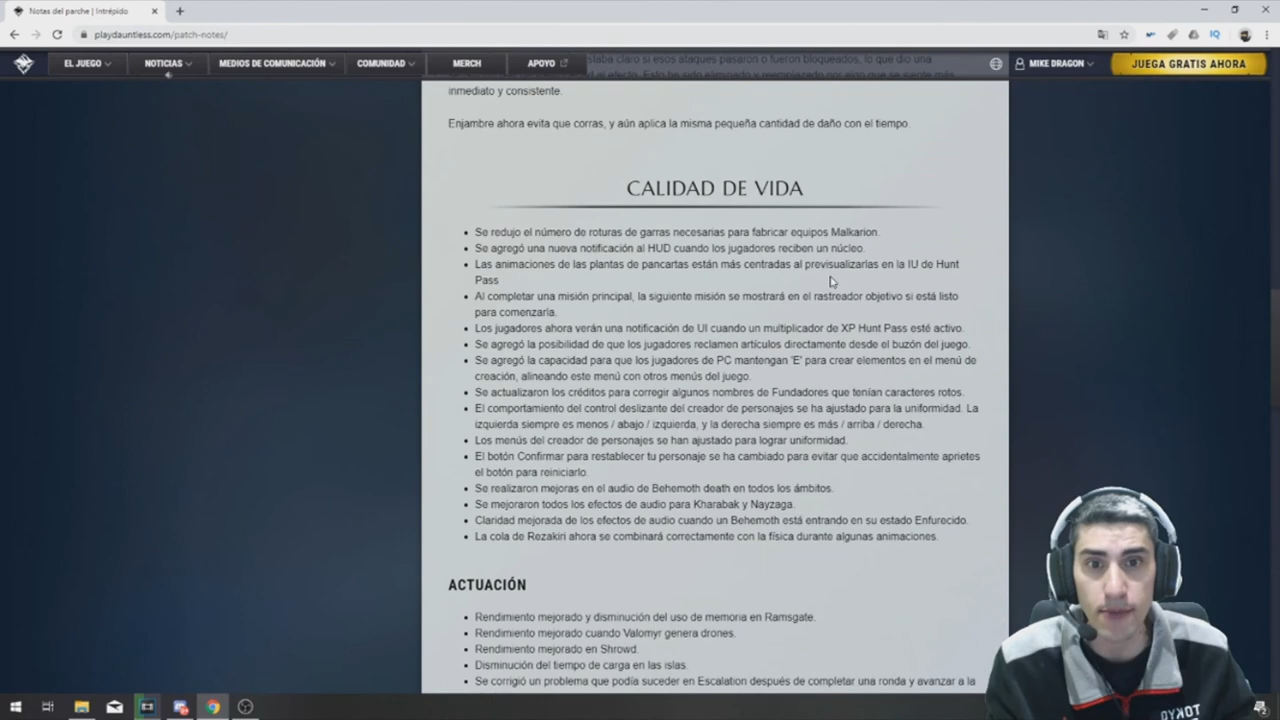 Notas del parche | Intrépido
playdauntless.com/patch-notes/
EL JUEGO
NOTICIAS
MEDIOS DE COMUNICACIÓN
COMUNIDAD
MERCH
APOYO
MIKE DRAGON
JUEGA GRATIS AHORA
staba claro si esos ataques pasaron o fueron bloqueados, lo que dio una
inmediato y consistente.
Enjambre ahora evita que corras, y aún aplica la misma pequeña cantidad de daño con el tiempo.
CALIDAD DE VIDA
Se redujo el número de roturas de garras necesarias para fabricar equipos Malkarion.
Se agregó una nueva notificación al HUD cuando los jugadores reciben un núcleo.
Las animaciones de las plantas de pancartas están más centradas al previsualizarlas en la IU de Hunt
Pass
Al completar una misión principal, la siguiente misión se mostrará en el rastreador objetivo si está listo
para comenzarla.
Los jugadores ahora verán una notificación de UI cuando un multiplicador de XP Hunt Pass esté activo.
Se agregó la posibilidad de que los jugadores reclamen artículos directamente desde el buzón del juego.
Se agregó la capacidad para que los jugadores de PC mantengan 'E' para crear elementos en el menú de
creación, alineando este menú con otros menús del juego.
Se actualizaron los créditos para corregir algunos nombres de Fundadores que tenían caracteres rotos.
El comportamiento del control deslizante del creador de personajes se ha ajustado para la uniformidad. La
izquierda siempre es menos / abajo / izquierda, y la derecha siempre es más / arriba / derecha.
Los menús del creador de personajes se han ajustado para lograr uniformidad.
El botón Confirmar para restablecer tu personaje se ha cambiado para evitar que accidentalmente aprietes
el botón para reiniciarlo.
Se realizaron mejoras en el audio de Behemoth death en todos los ámbitos.
Se mejoraron todos los efectos de audio para Kharabak y Nayzaga.
Claridad mejorada de los efectos de audio cuando un Behemoth está entrando en su estado Enfurecido.
La cola de Rezakiri ahora se combinará correctamente con la física durante algunas animaciones.
ACTUACIÓN
Rendimiento mejorado y disminución del uso de memoria en Ramsgate.
Rendimiento mejorado cuando Valomyr genera drones.
Rendimiento mejorado en Shrowd.
Disminución del tiempo de carga en las islas.
Se corrigió un problema que podía suceder en Escalation después de completar una ronda y avanzar a la
TOKYO